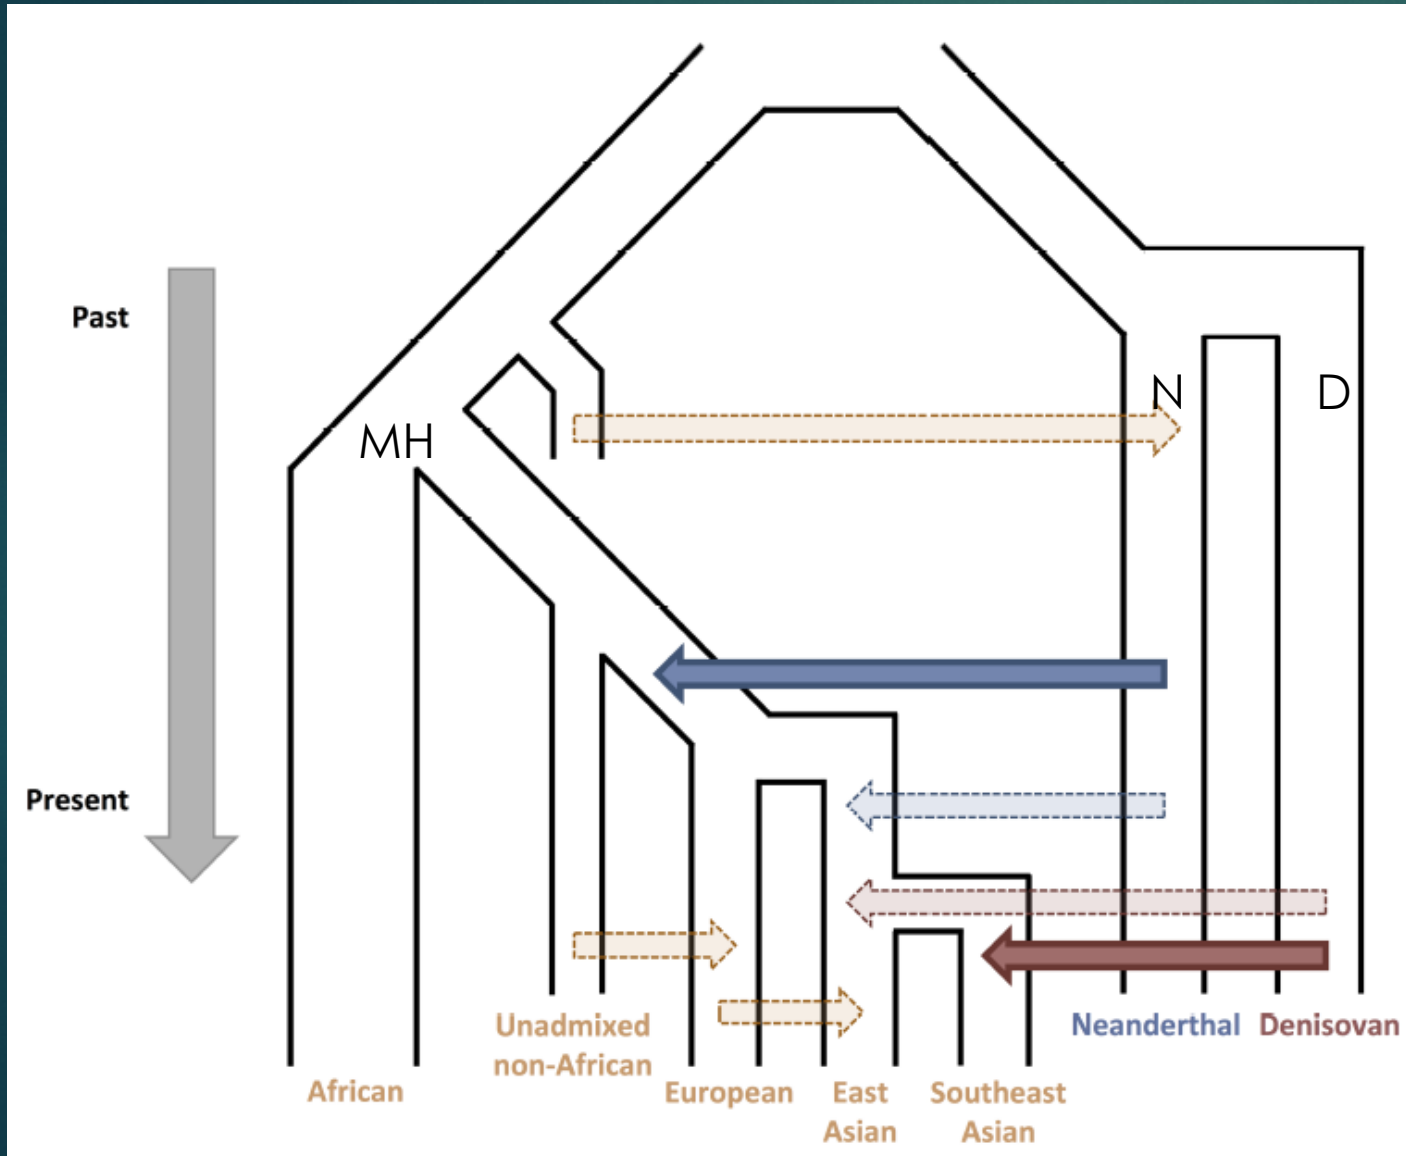 Past
N
D
MH
Present
Unadmixed
non-African
Neanderthal
Denisovan
African
European
East
Asian
Southeast
Asian